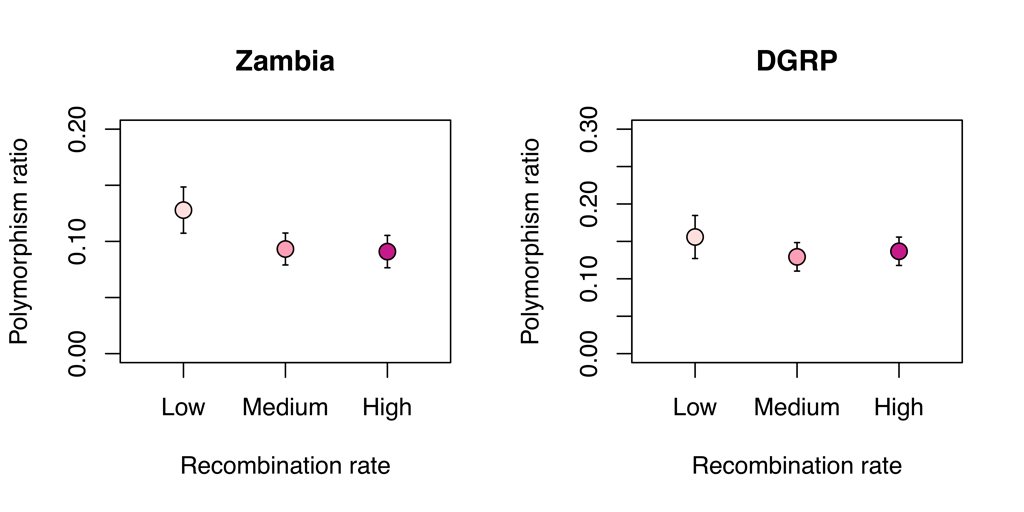 Zambia
Polymorphism ratio
0.20
0.10
0.00
Low Medium High
Recombination rate
DGRP
Polymorphism ratio
0.30
0.20
0.10
0.00
Low Medium High
Recombination rate